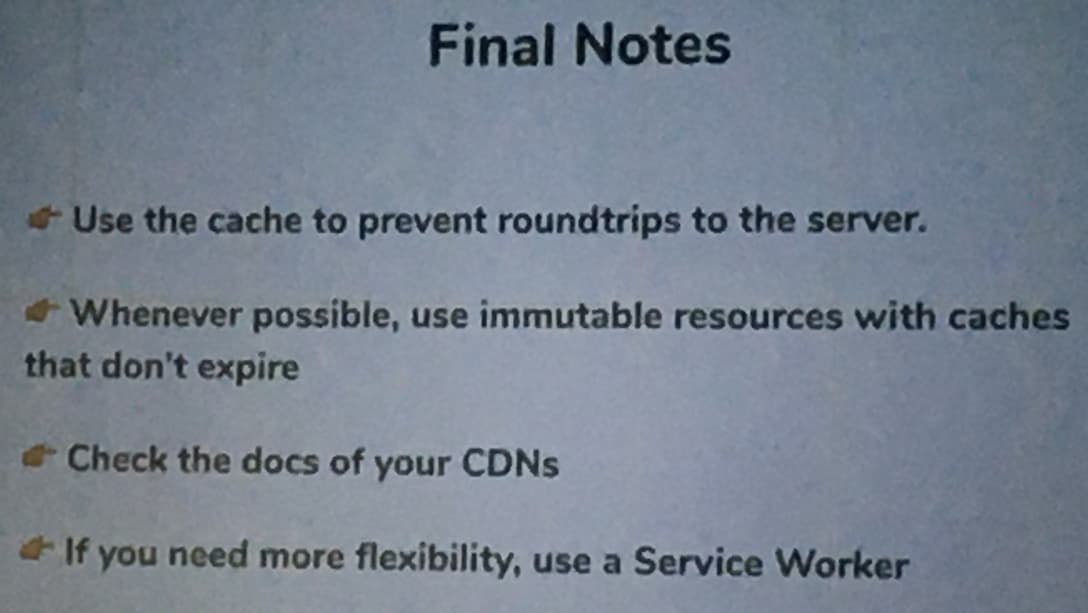 Final Notes
👉 Use the cache to prevent roundtrips to the server.
👉 Whenever possible, use immutable resources with caches
that don't expire
👉 Check the docs of your CDNs
👉 If you need more flexibility, use a Service Worker